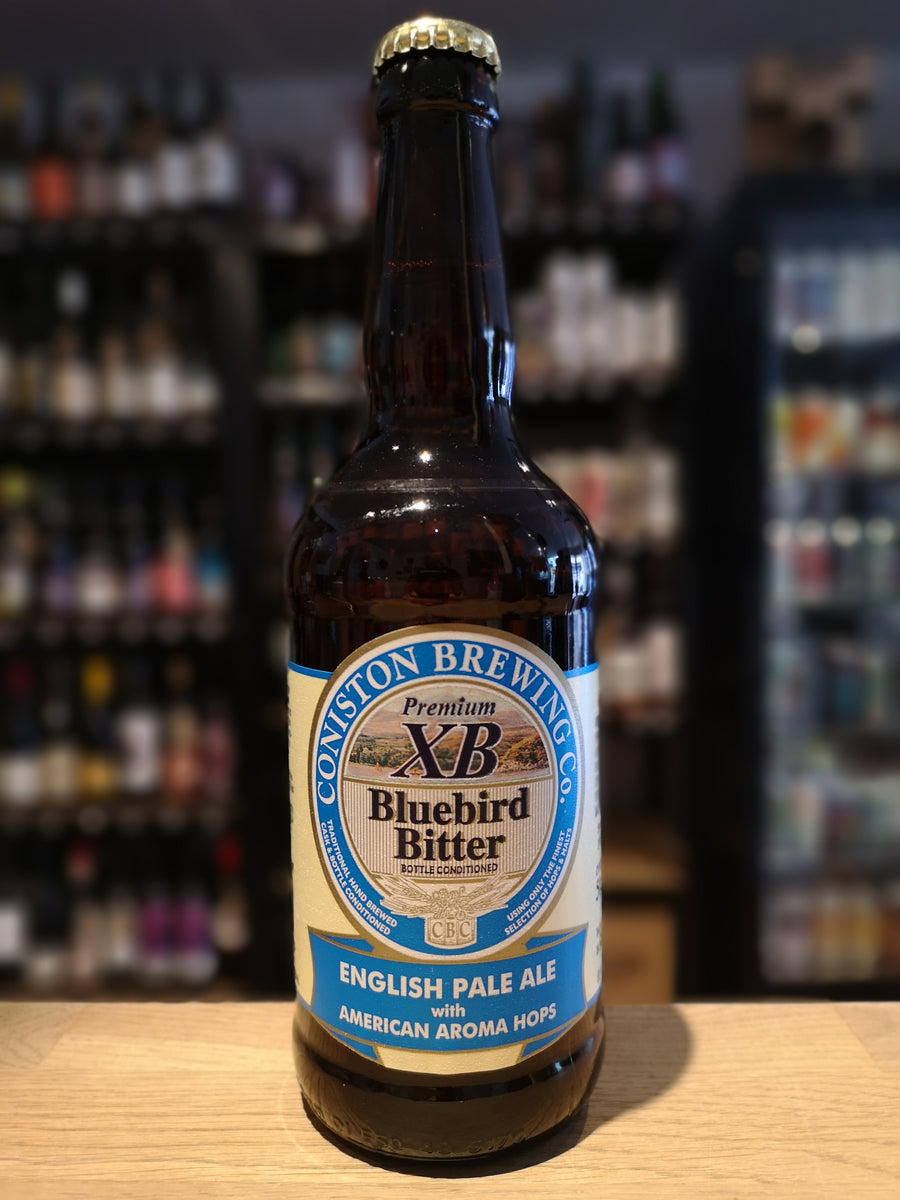 CONISTON BREWING Co.
Premium
XB
Bluebird
Bitter
BOTTLE CONDITIONED
TRADITIONAL HAND BREWED
CASK & BOTTLE CONDITIONED
USING ONLY THE FINEST
SELECTION OF HOPS & MALTS
CBC
ENGLISH PALE ALE
with
AMERICAN AROMA HOPS